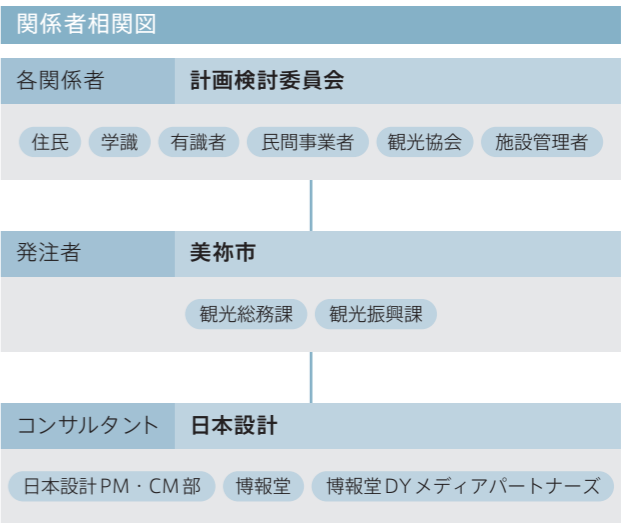 関係者相関図
各関係者 計画検討委員会
住民 学識 有識者 民間事業者 観光協会 施設管理者
発注者 美祢市
観光総務課 観光振興課
コンサルタント 日本設計
日本設計PM・CM部 博報堂 博報堂DYメディアパートナーズ